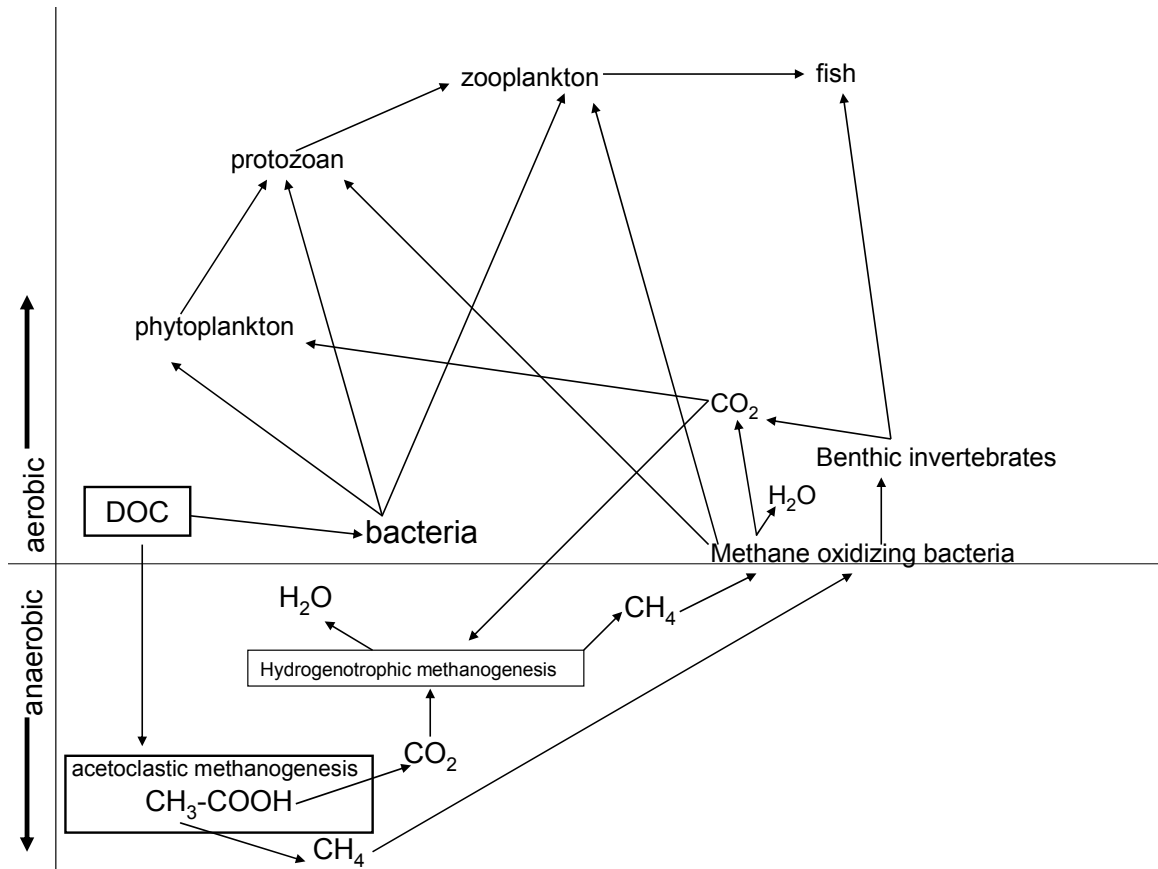 zooplankton
fish
protozoan
phytoplankton
CO₂
Benthic invertebrates
aerobic
DOC
bacteria
H₂O
Methane oxidizing bacteria
anaerobic
H₂O
CH₄
Hydrogenotrophic methanogenesis
CO₂
acetoclastic methanogenesis
CH₃-COOH
CH₄